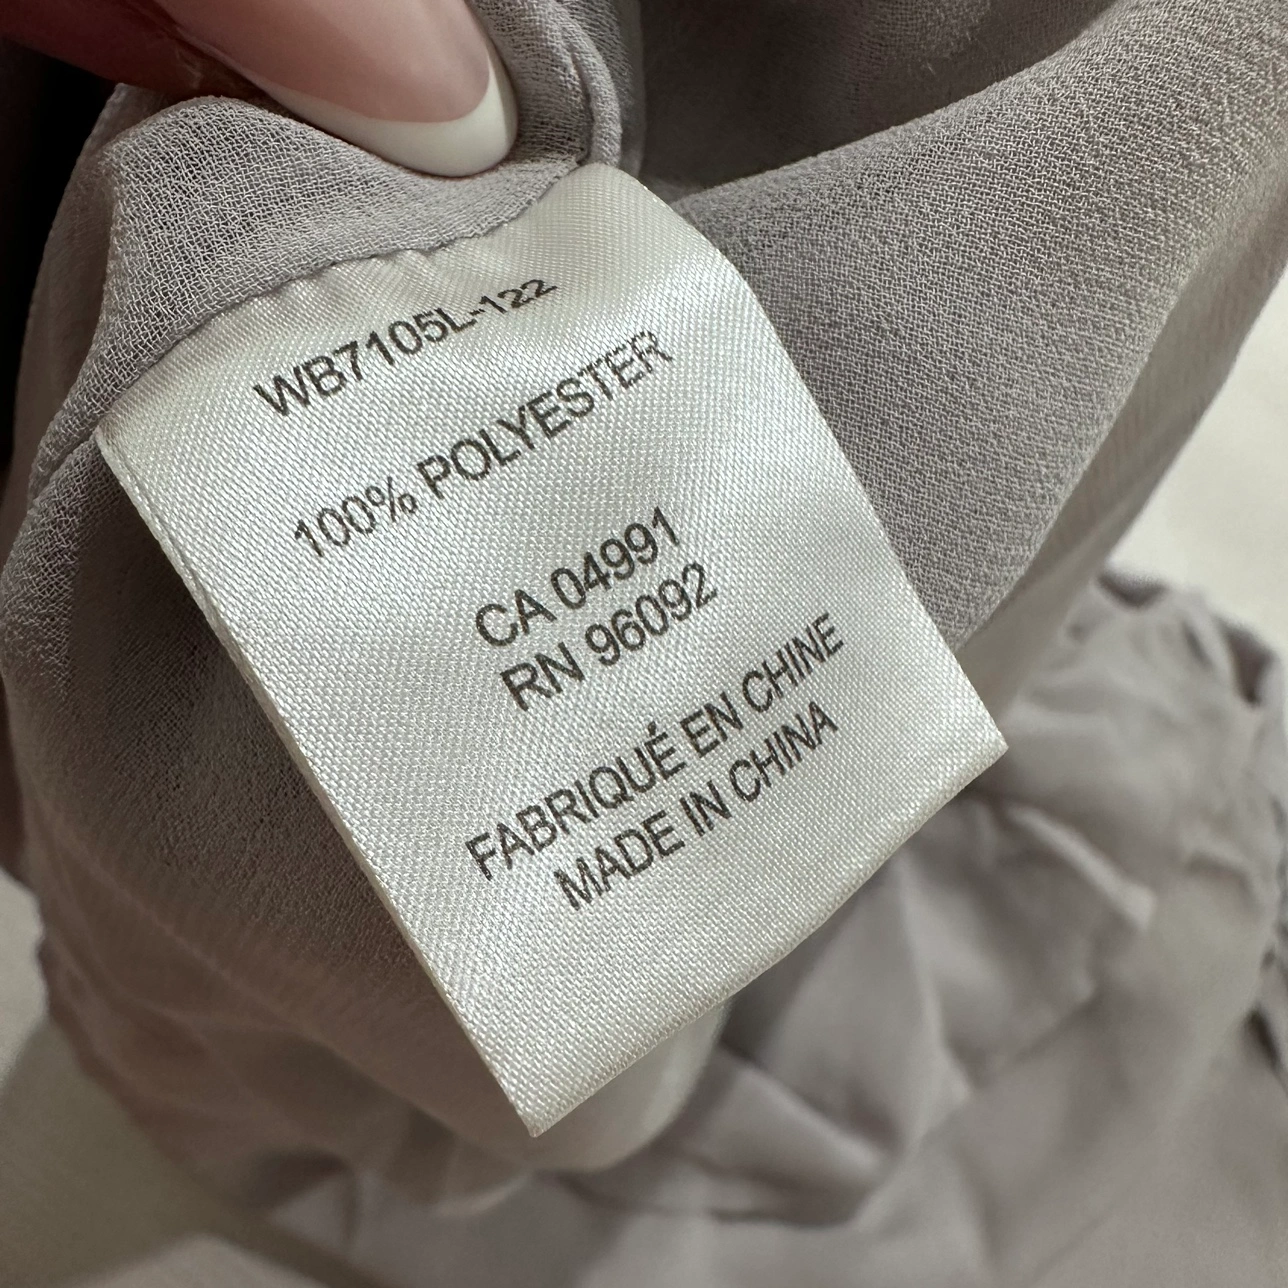 WB7105L-122
100% POLYESTER
CA 04991
RN 96092
FABRIQUÉ EN CHINE
MADE IN CHINA